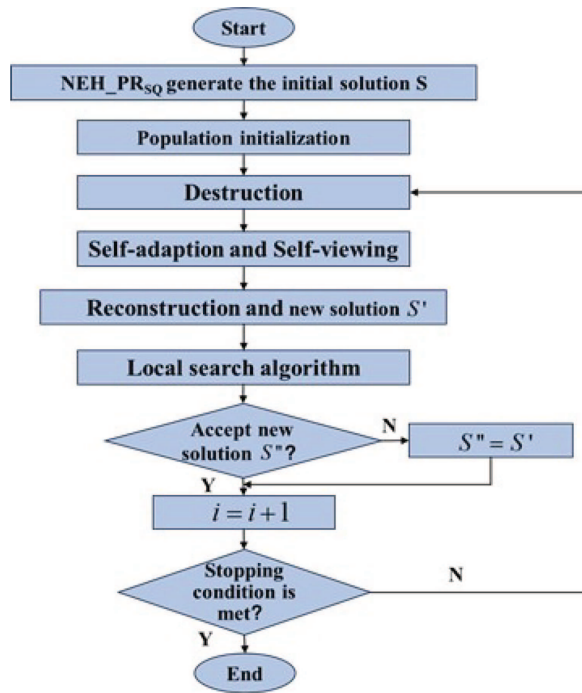 Start
NEH_PRSQ generate the initial solution S
Population initialization
Destruction
Self-adaption and Self-viewing
Reconstruction and new solution S'
Local search algorithm
Accept new
solution S"?
N
S" = S'
Y
i = i + 1
Stopping
condition is
met?
N
Y
End